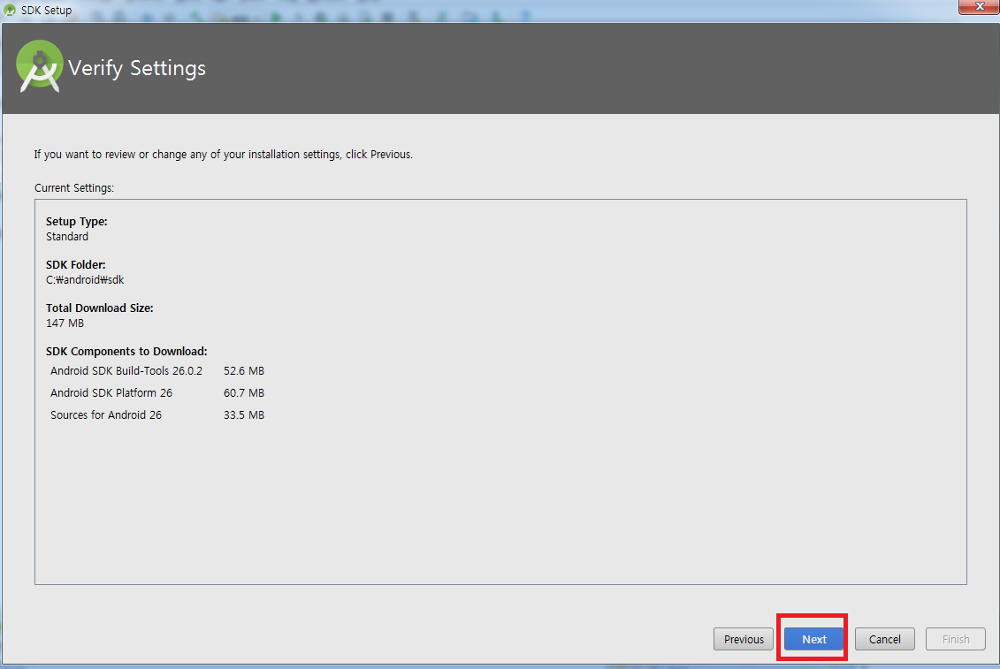 SDK Setup
Verify Settings
If you want to review or change any of your installation settings, click Previous.
Current Settings:
Setup Type:
Standard
SDK Folder:
C:₩android₩sdk
Total Download Size:
147 MB
SDK Components to Download:
Android SDK Build-Tools 26.0.2 52.6 MB
Android SDK Platform 26 60.7 MB
Sources for Android 26 33.5 MB
Previous Next Cancel Finish